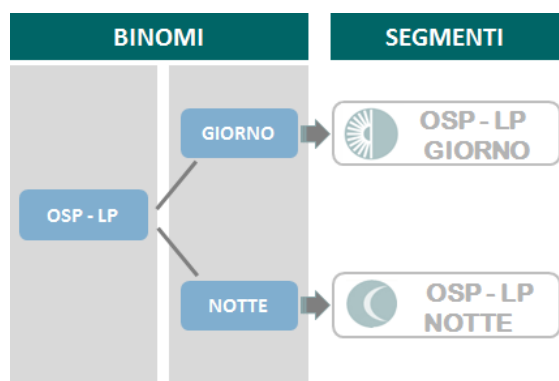 BINOMI
SEGMENTI
GIORNO
OSP - LP
GIORNO
OSP - LP
NOTTE
OSP - LP
NOTTE